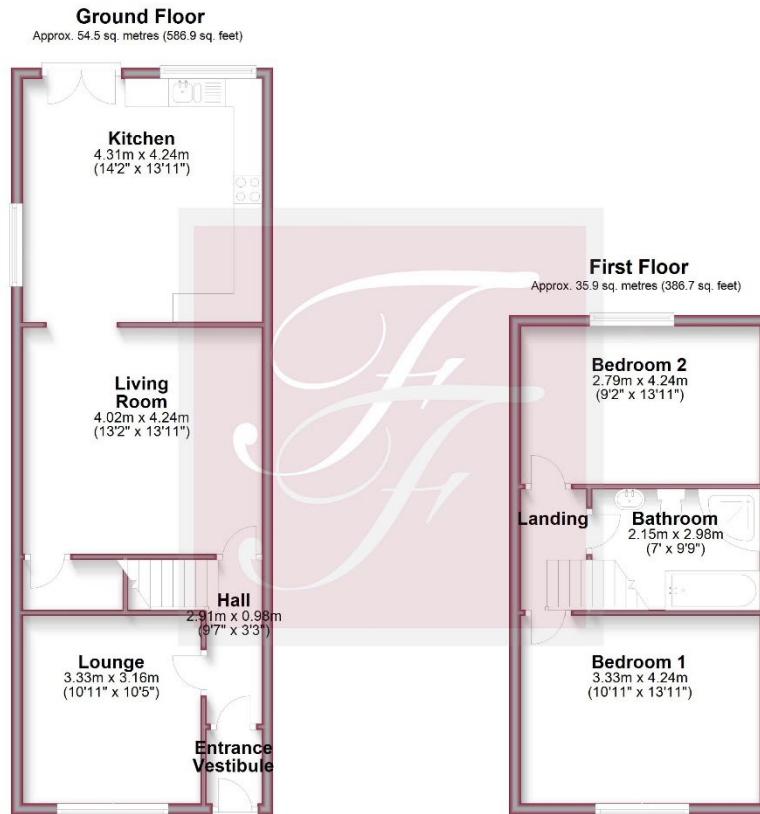 Ground Floor
Approx. 54.5 sq. metres (586.9 sq. feet)
Kitchen
4.31m x 4.24m
(14'2" x 13'11")
Living
Room
4.02m x 4.24m
(13'2" x 13'11")
Hall
2.91m x 0.98m
(9'7" x 3'3")
Lounge
3.33m x 3.16m
(10'11" x 10'5")
Entrance
Vestibule
First Floor
Approx. 35.9 sq. metres (386.7 sq. feet)
Bedroom 2
2.79m x 4.24m
(9'2" x 13'11")
Landing
Bathroom
2.15m x 2.98m
(7' x 9'9")
Bedroom 1
3.33m x 4.24m
(10'11" x 13'11")
FF